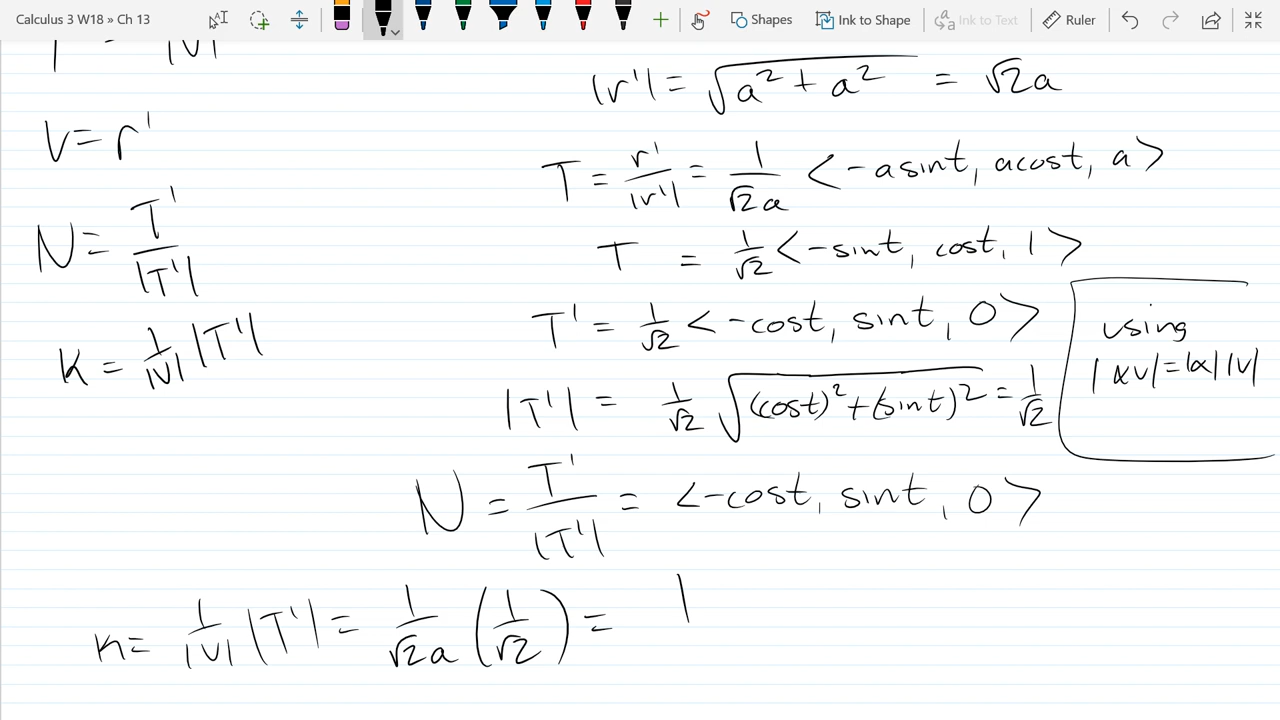 Calculus 3 W18 » Ch 13
Shapes
Ink to Shape
Ink to Text
Ruler
|V|
V = r'
N = T'/|T'|
K = 1/|V| |T'|
|r'| = √(a² + a²) = √2a
T = r'/|r'| = 1/√2a <-asint, acost, a>
T = 1/√2 <-sint, cost, 1>
T' = 1/√2 <-cost, sint, 0>
|T'| = 1/√2 √((cost)² + (sint)²) = 1/√2
using
|αv| = |α| |v|
N = T'/|T'| = <-cost, sint, 0>
K = 1/|V| |T'| = 1/√2a (1/√2) = 1